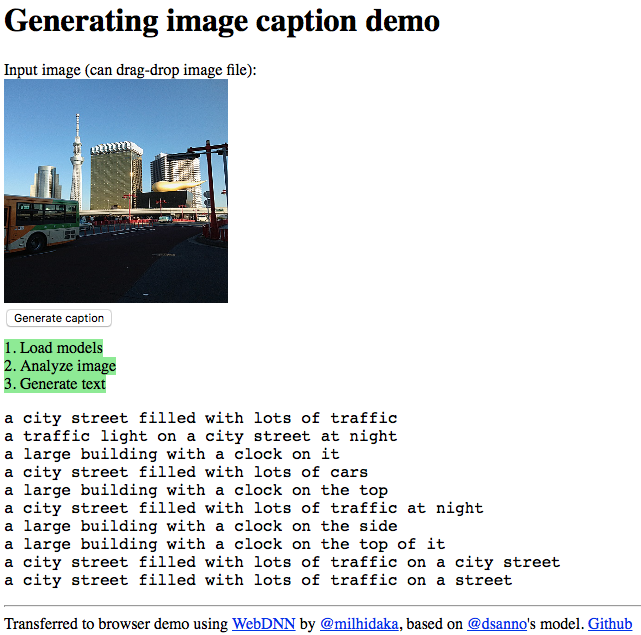 Generating image caption demo
Input image (can drag-drop image file):
Generate caption
1. Load models
2. Analyze image
3. Generate text
a city street filled with lots of traffic
a traffic light on a city street at night
a large building with a clock on it
a city street filled with lots of cars
a large building with a clock on the top
a city street filled with lots of traffic at night
a large building with a clock on the side
a large building with a clock on the top of it
a city street filled with lots of traffic on a city street
a city street filled with lots of traffic on a street
Transferred to browser demo using WebDNN by @milhidaka, based on @dsanno's model. Github